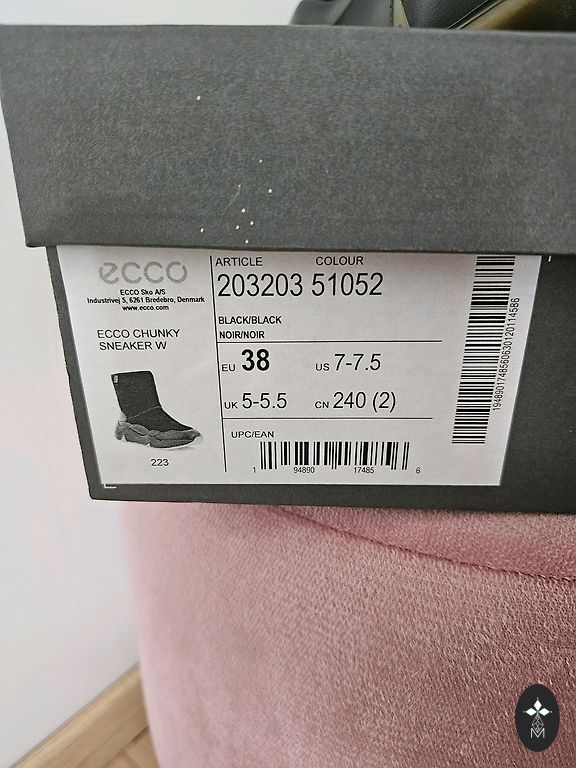 ecco
ECCO Sko A/S
Industrivej 5, 6261 Bredebro, Denmark
www.ecco.com
ECCO CHUNKY
SNEAKER W
223
ARTICLE COLOUR
203203 51052
BLACK/BLACK
NOIR/NOIR
EU 38 US 7-7.5
UK 5-5.5 CN 240 (2)
UPC/EAN
1 94890 17485 6
1948901748560630120114586
M